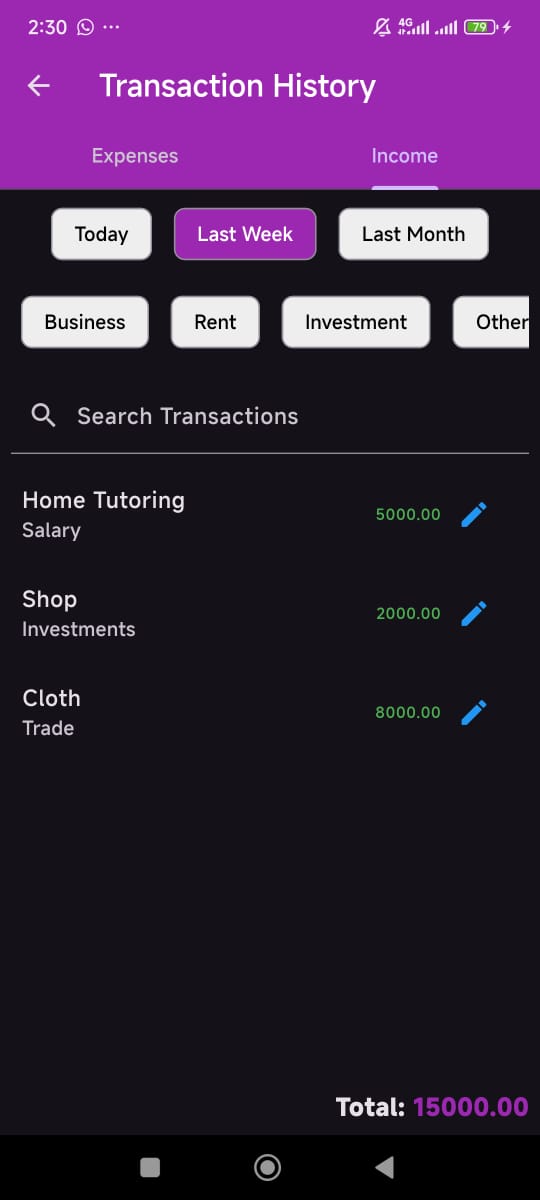 2:30 4G 79
Transaction History
Expenses Income
Today Last Week Last Month
Business Rent Investment Other
Search Transactions
Home Tutoring
Salary
5000.00
Shop
Investments
2000.00
Cloth
Trade
8000.00
Total: 15000.00